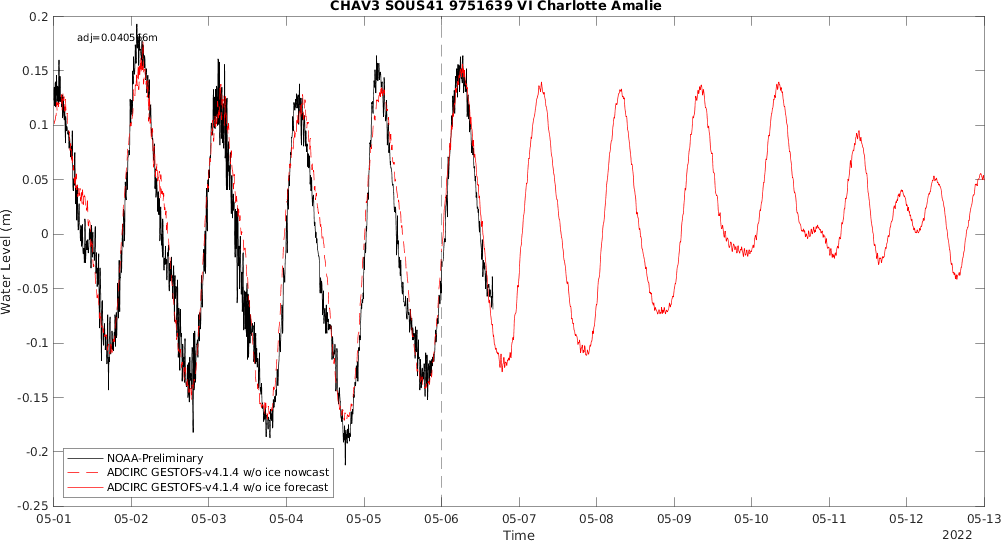 CHAV3 SOUS41 9751639 VI Charlotte Amalie
adj=0.040566m
0.2
0.15
0.1
0.05
0
-0.05
-0.1
-0.15
-0.2
-0.25
Water Level (m)
NOAA-Preliminary
ADCIRC GESTOFS-v4.1.4 w/o ice nowcast
ADCIRC GESTOFS-v4.1.4 w/o ice forecast
05-01 05-02 05-03 05-04 05-05 05-06 05-07 05-08 05-09 05-10 05-11 05-12 05-13
Time
2022